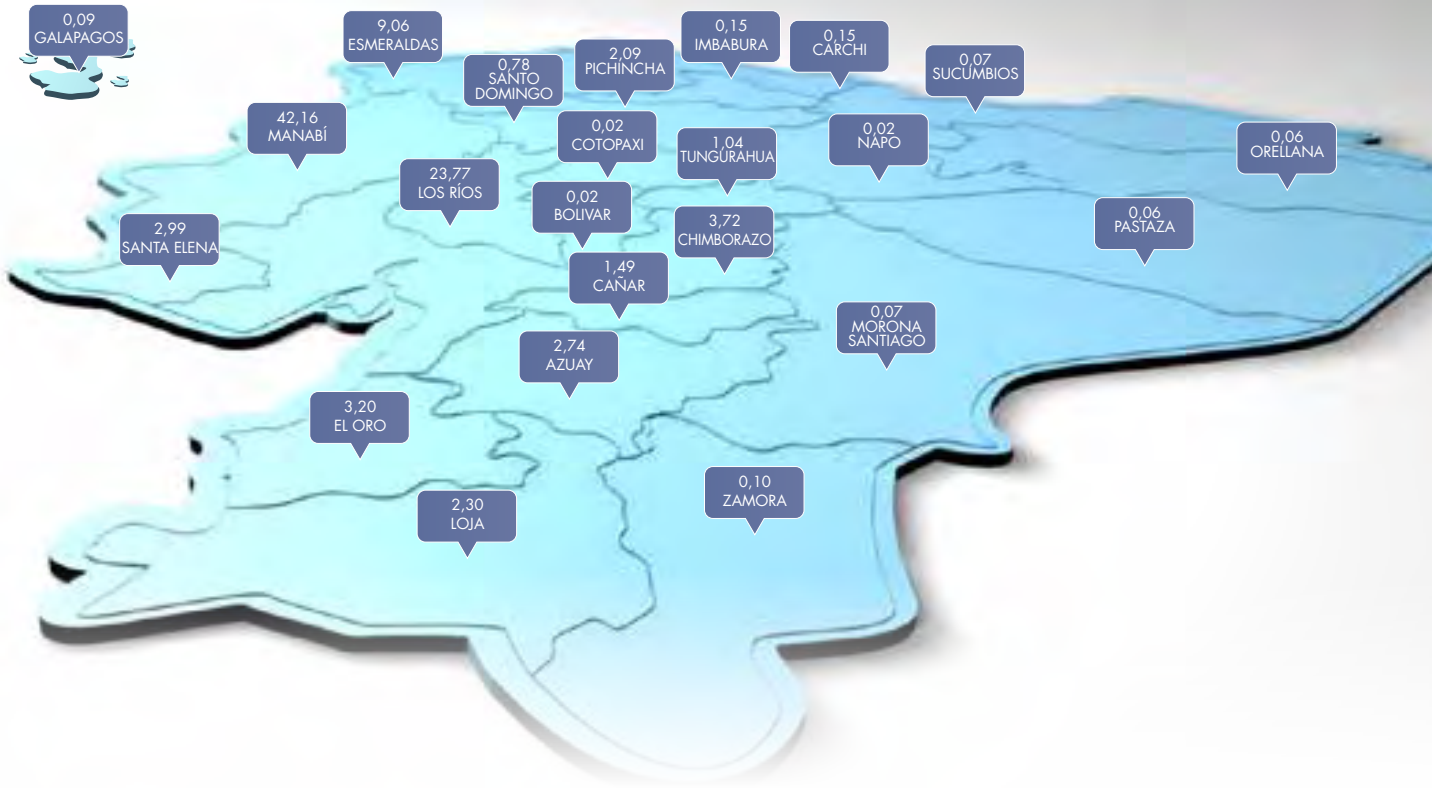 0,09
GALAPAGOS
9,06
ESMERALDAS
0,78
SANTO
DOMINGO
2,09
PICHINCHA
0,15
IMBABURA
0,15
CARCHI
0,07
SUCUMBIOS
42,16
MANABÍ
0,02
COTOPAXI
1,04
TUNGURAHUA
0,02
NAPO
0,06
ORELLANA
23,77
LOS RÍOS
0,02
BOLIVAR
3,72
CHIMBORAZO
0,06
PASTAZA
2,99
SANTA ELENA
1,49
CAÑAR
0,07
MORONA
SANTIAGO
2,74
AZUAY
3,20
EL ORO
0,10
ZAMORA
2,30
LOJA